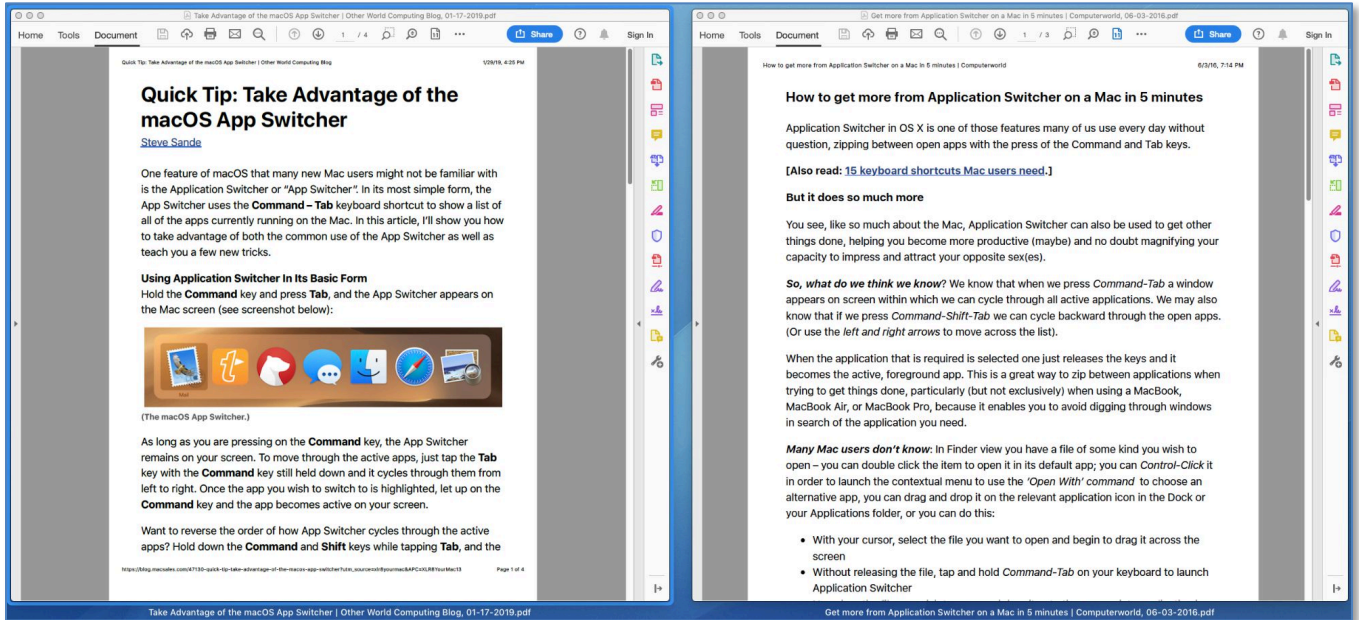 Take Advantage of the macOS App Switcher | Other World Computing Blog, 01-17-2019.pdf
Home Tools Document 1 / 4 Share Sign In
Quick Tip: Take Advantage of the macOS App Switcher | Other World Computing Blog 1/29/19, 4:25 PM
Quick Tip: Take Advantage of the
macOS App Switcher
Steve Sande
One feature of macOS that many new Mac users might not be familiar with
is the Application Switcher or “App Switcher”. In its most simple form, the
App Switcher uses the Command – Tab keyboard shortcut to show a list of
all of the apps currently running on the Mac. In this article, I’ll show you how
to take advantage of both the common use of the App Switcher as well as
teach you a few new tricks.
Using Application Switcher In Its Basic Form
Hold the Command key and press Tab, and the App Switcher appears on
the Mac screen (see screenshot below):
Mail
(The macOS App Switcher.)
As long as you are pressing on the Command key, the App Switcher
remains on your screen. To move through the active apps, just tap the Tab
key with the Command key still held down and it cycles through them from
left to right. Once the app you wish to switch to is highlighted, let up on the
Command key and the app becomes active on your screen.
Want to reverse the order of how App Switcher cycles through the active
apps? Hold down the Command and Shift keys while tapping Tab, and the
https://blog.macsales.com/47130-quick-tip-take-advantage-of-the-macos-app-switcher?utm_source=xlr8yourmac&APC=XLR8YourMac13 Page 1 of 4
Take Advantage of the macOS App Switcher | Other World Computing Blog, 01-17-2019.pdf
Get more from Application Switcher on a Mac in 5 minutes | Computerworld, 06-03-2016.pdf
Home Tools Document 1 / 3 Share Sign In
How to get more from Application Switcher on a Mac in 5 minutes | Computerworld 6/3/16, 7:14 PM
How to get more from Application Switcher on a Mac in 5 minutes
Application Switcher in OS X is one of those features many of us use every day without
question, zipping between open apps with the press of the Command and Tab keys.
[Also read: 15 keyboard shortcuts Mac users need.]
But it does so much more
You see, like so much about the Mac, Application Switcher can also be used to get other
things done, helping you become more productive (maybe) and no doubt magnifying your
capacity to impress and attract your opposite sex(es).
So, what do we think we know? We know that when we press Command-Tab a window
appears on screen within which we can cycle through all active applications. We may also
know that if we press Command-Shift-Tab we can cycle backward through the open apps.
(Or use the left and right arrows to move across the list).
When the application that is required is selected one just releases the keys and it
becomes the active, foreground app. This is a great way to zip between applications when
trying to get things done, particularly (but not exclusively) when using a MacBook,
MacBook Air, or MacBook Pro, because it enables you to avoid digging through windows
in search of the application you need.
Many Mac users don’t know: In Finder view you have a file of some kind you wish to
open – you can double click the item to open it in its default app; you can Control-Click it
in order to launch the contextual menu to use the ‘Open With’ command to choose an
alternative app, you can drag and drop it on the relevant application icon in the Dock or
your Applications folder, or you can do this:
• With your cursor, select the file you want to open and begin to drag it across the
screen
• Without releasing the file, tap and hold Command-Tab on your keyboard to launch
Application Switcher
Get more from Application Switcher on a Mac in 5 minutes | Computerworld, 06-03-2016.pdf